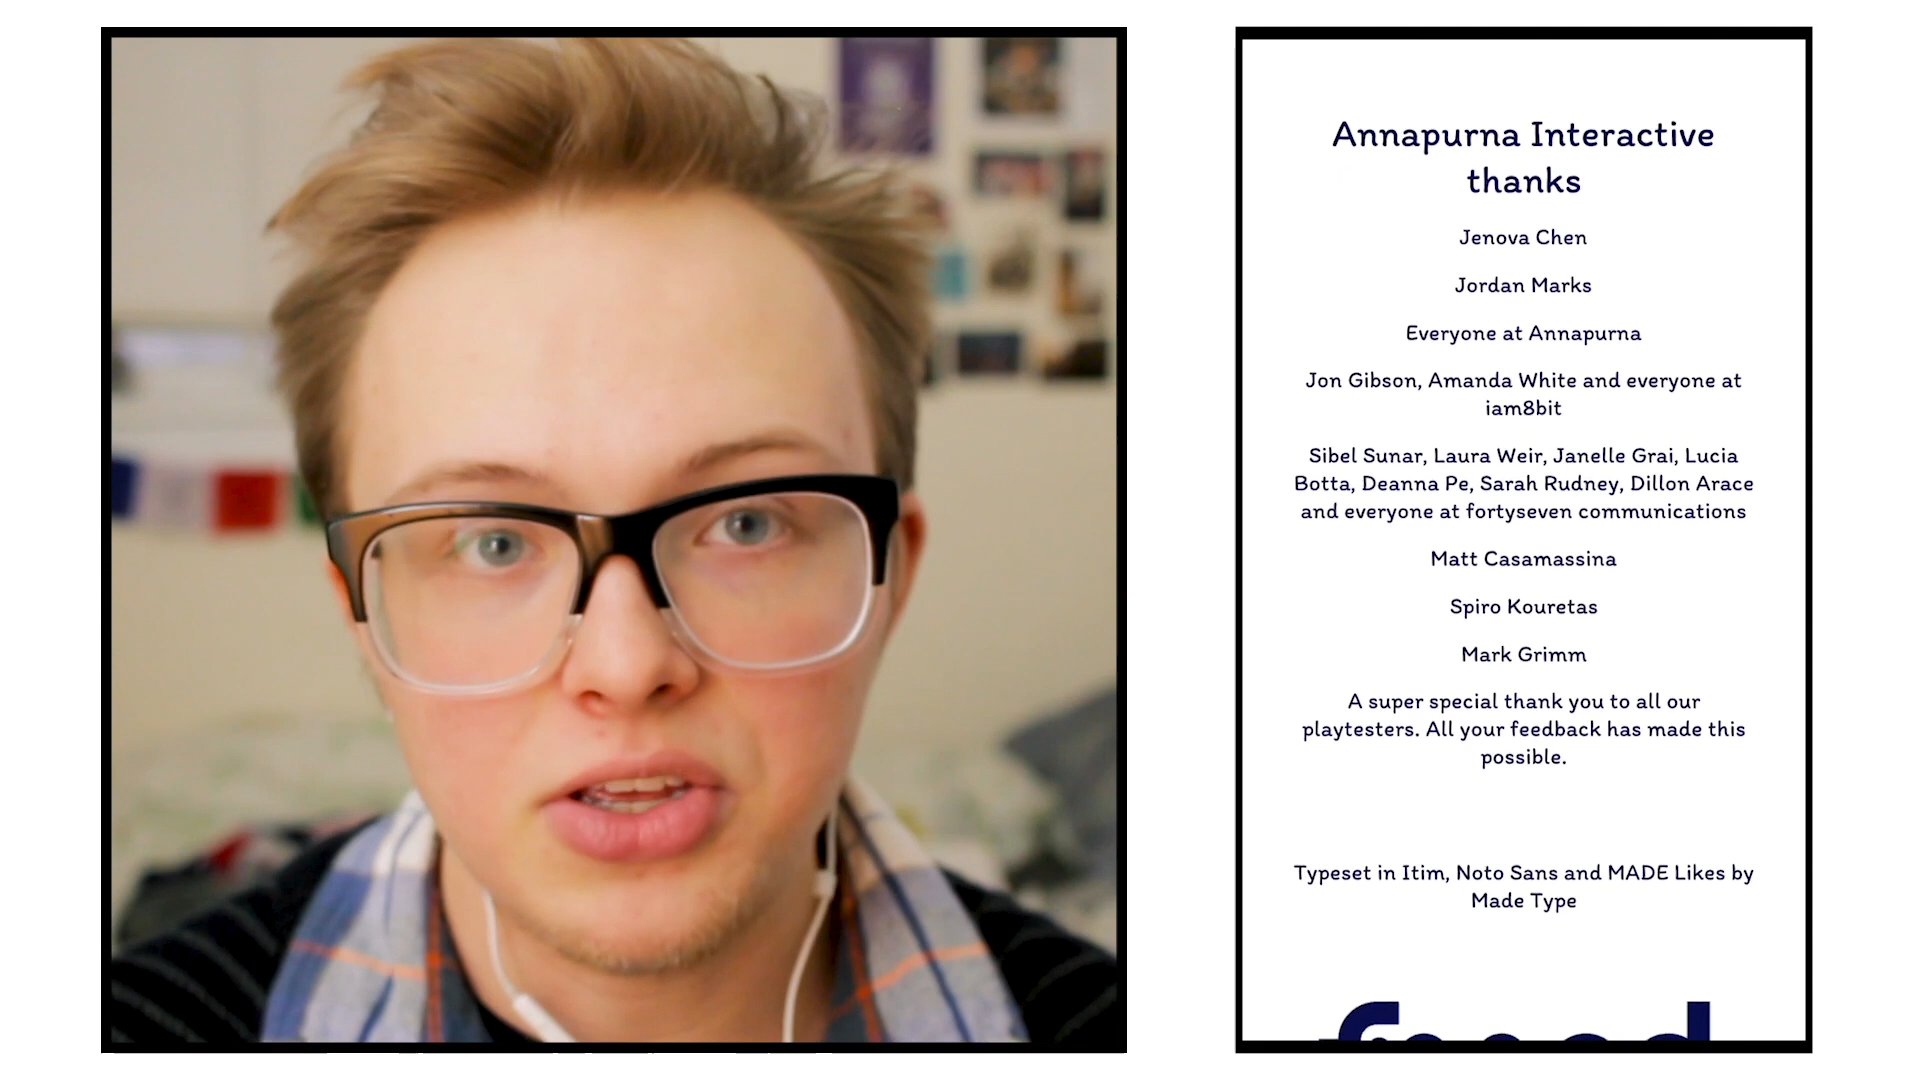 Annapurna Interactive
thanks
Jenova Chen
Jordan Marks
Everyone at Annapurna
Jon Gibson, Amanda White and everyone at
iam8bit
Sibel Sunar, Laura Weir, Janelle Grai, Lucia
Botta, Deanna Pe, Sarah Rudney, Dillon Arace
and everyone at fortyseven communications
Matt Casamassina
Spiro Kouretas
Mark Grimm
A super special thank you to all our
playtesters. All your feedback has made this
possible.
Typeset in Itim, Noto Sans and MADE Likes by
Made Type